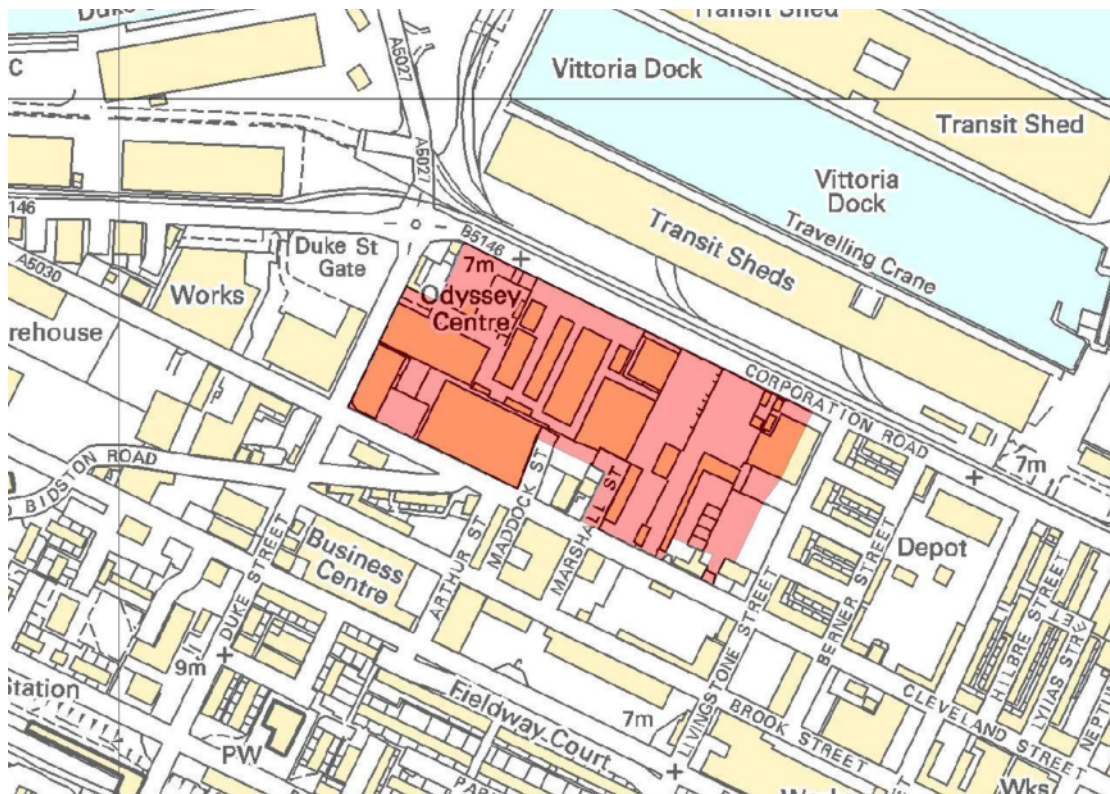 Transit Shed
A5027
C
Vittoria Dock
Transit Shed
A5027
Vittoria
Dock
146
Duke St
Gate
B5146
Transit Sheds
Travelling Crane
A5030
7m
Works
Odyssey
Centre
CORPORATION ROAD
7m
BIDSTON ROAD
MADDOCK ST
MARSHALL ST
Depot
Business
Centre
ARTHUR ST
DUKE STREET
BERNER STREET
HILBRE STREET
9m
LIVINGSTONE STREET
CLEVELAND STREET
Fieldway Court
7m
BROOK STREET
PW
Wks